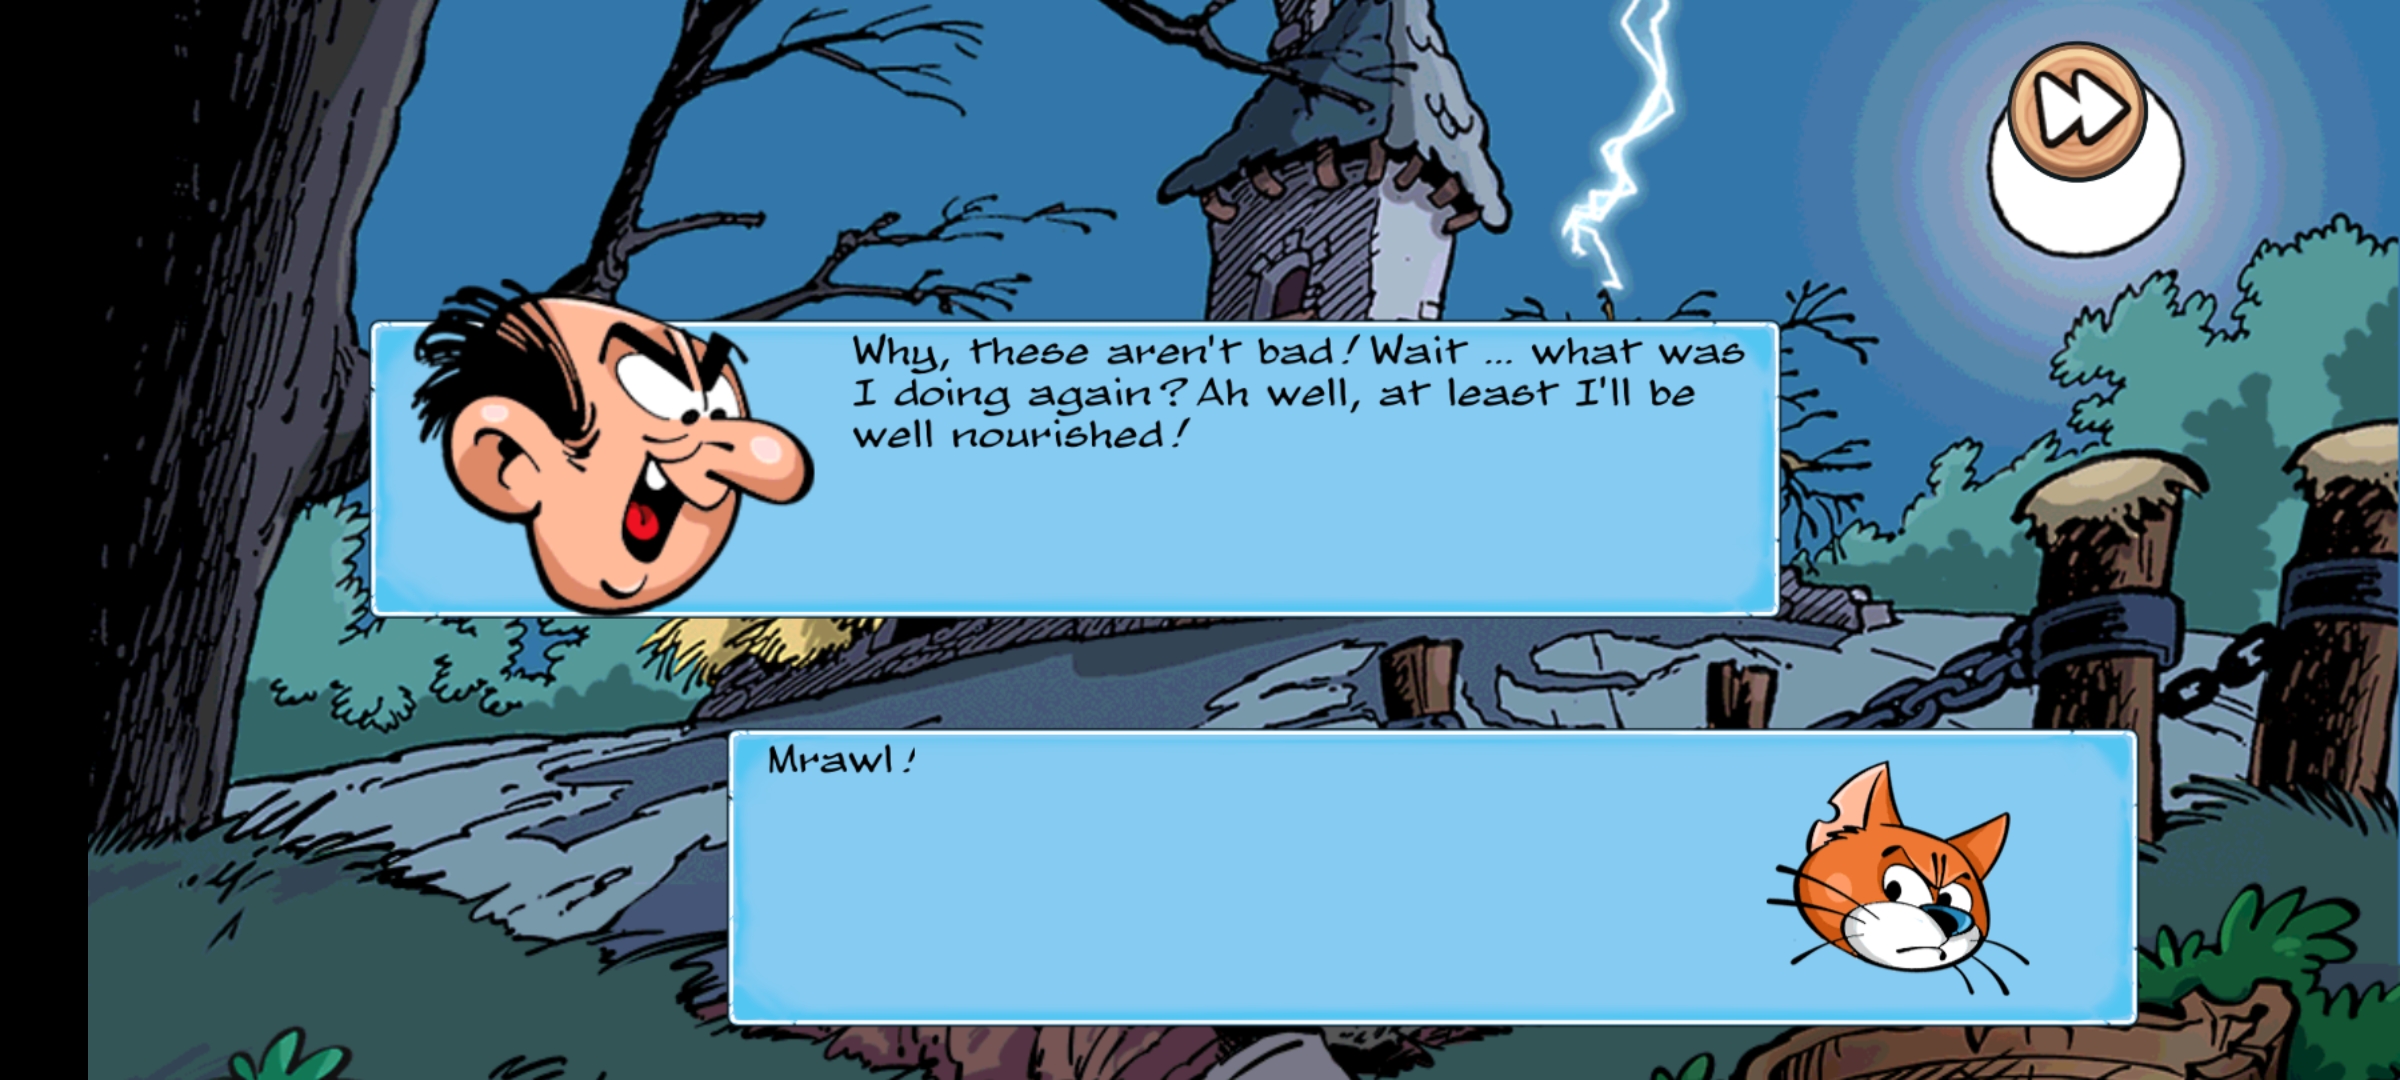 Why, these aren't bad! Wait ... what was
I doing again? Ah well, at least I'll be
well nourished!
Mrawl!